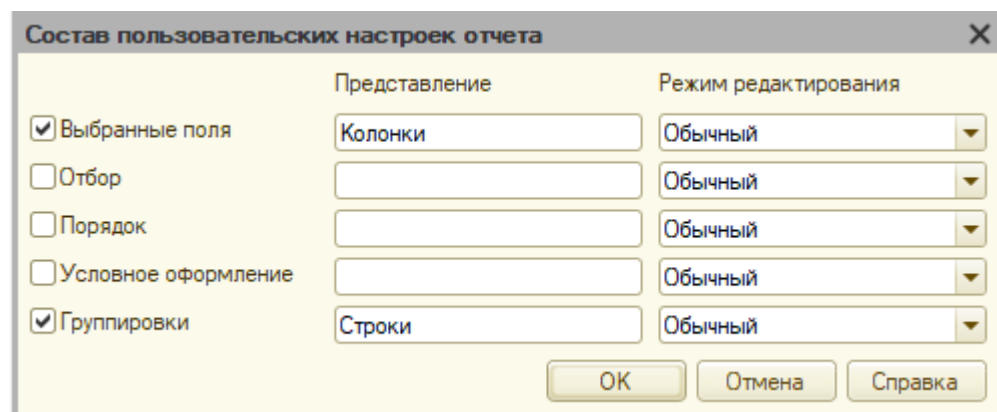 Состав пользовательских настроек отчета
Представление Режим редактирования
Выбранные поля Колонки Обычный
Отбор Обычный
Порядок Обычный
Условное оформление Обычный
Группировки Строки Обычный
OK Отмена Справка